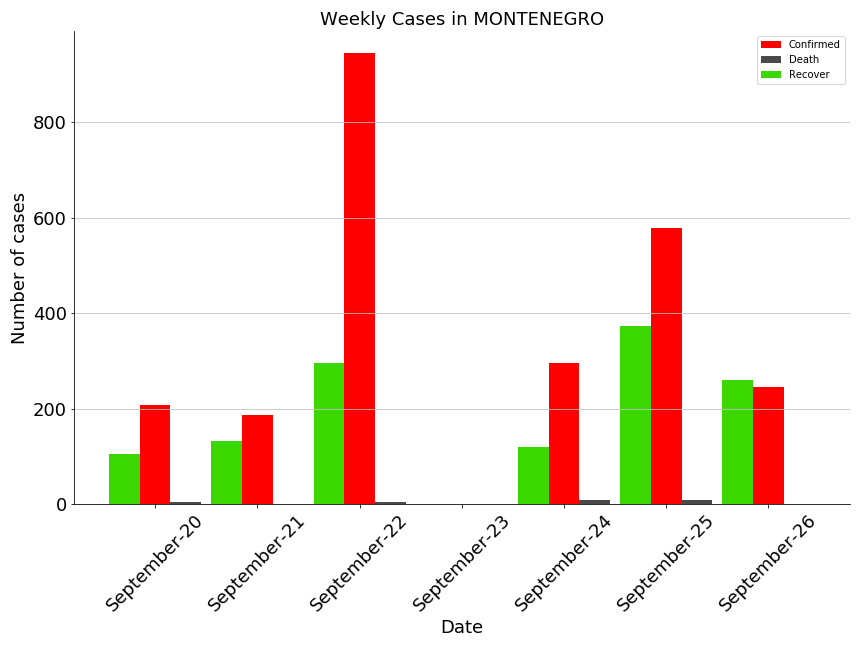 Weekly Cases in MONTENEGRO
Confirmed
Death
Recover
Number of cases
800
600
400
200
0
September-20
September-21
September-22
September-23
September-24
September-25
September-26
Date